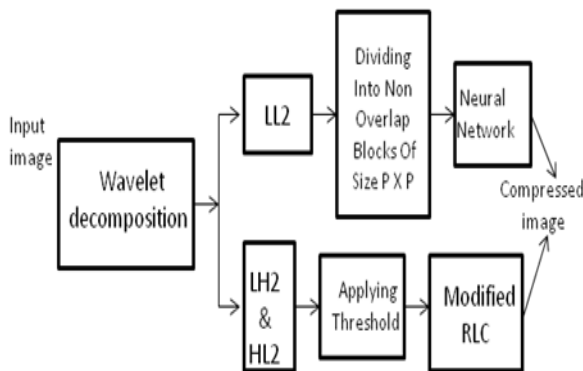 Input
image
Wavelet
decomposition
LL2
Dividing
Into Non
Overlap
Blocks Of
Size P X P
Neural
Network
Compressed
image
LH2
&
HL2
Applying
Threshold
Modified
RLC